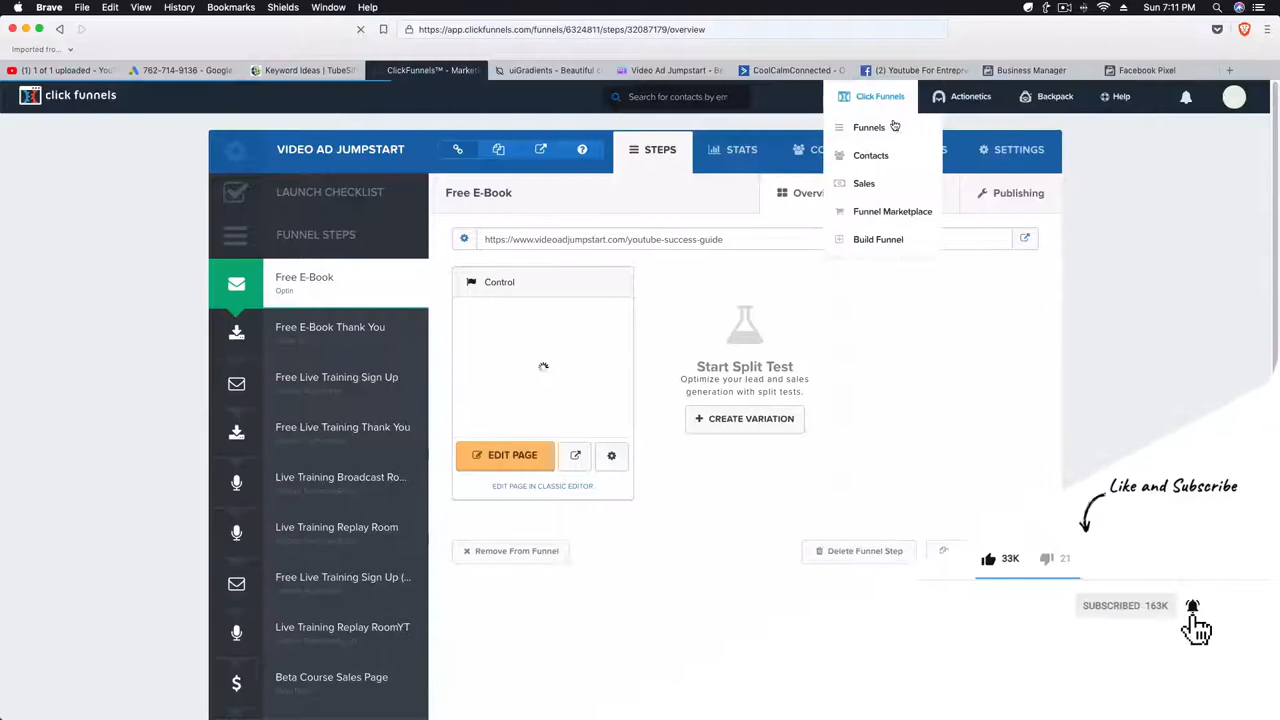 Brave File Edit View History Bookmarks Shields Window Help Sun 7:11 PM
https://app.clickfunnels.com/funnels/6324811/steps/32087179/overview
Imported fro...
(1) 1 of 1 uploaded - You
762-714-9136 - Google
Keyword Ideas | TubeSif
ClickFunnels™ - Market
uiGradients - Beautiful c
Video Ad Jumpstart - Be
CoolCalmConnected - O
(2) Youtube For Entrepr
Business Manager
Facebook Pixel
click funnels
Search for contacts by em
Click Funnels
Actionetics
Backpack
Help
Funnels
Contacts
Sales
Funnel Marketplace
Build Funnel
VIDEO AD JUMPSTART
STEPS
STATS
CO
S
SETTINGS
LAUNCH CHECKLIST
FUNNEL STEPS
Free E-Book
Overv
Publishing
https://www.videoadjumpstart.com/youtube-success-guide
Free E-Book
Optin
Control
Free E-Book Thank You
Free Live Training Sign Up
Free Live Training Thank You
Live Training Broadcast Ro...
Live Training Replay Room
Free Live Training Sign Up (...
Live Training Replay RoomYT
Beta Course Sales Page
Start Split Test
Optimize your lead and sales
generation with split tests.
+ CREATE VARIATION
EDIT PAGE
EDIT PAGE IN CLASSIC EDITOR
Remove From Funnel
Delete Funnel Step
Like and Subscribe
33K
21
SUBSCRIBED 163K